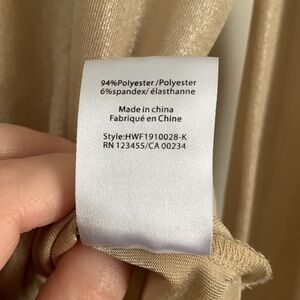 94%Polyester/Polyester
6%spandex/ élasthanne
Made in china
Fabriqué en Chine
Style:HWF1910028-K
RN 123455/CA 00234